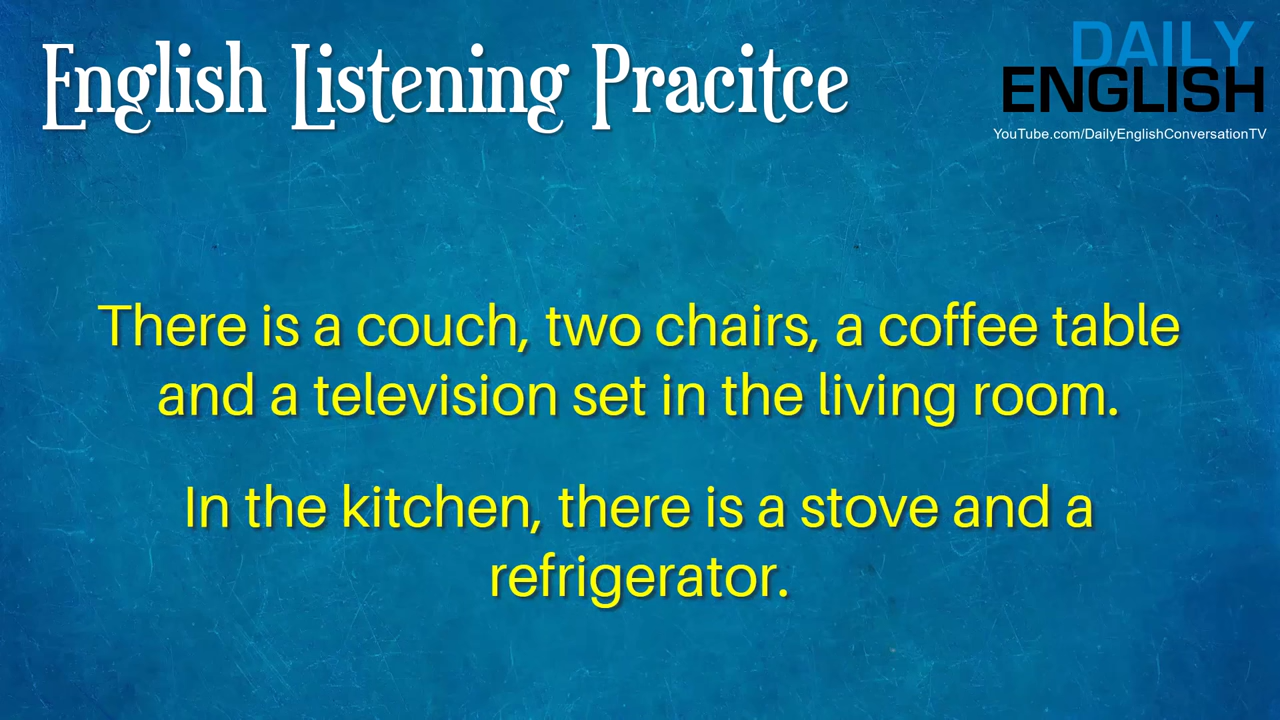 English Listening Pracitce
DAILY
ENGLISH
YouTube.com/DailyEnglishConversationTV
There is a couch, two chairs, a coffee table
and a television set in the living room.
In the kitchen, there is a stove and a
refrigerator.